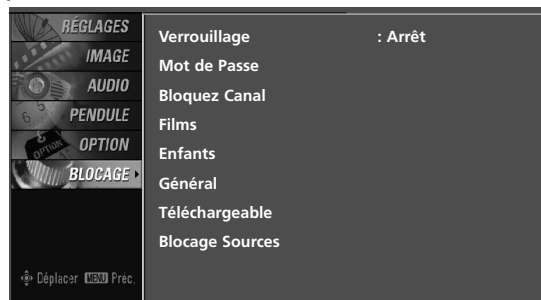 RÉGLAGES
IMAGE
AUDIO
PENDULE
OPTION
BLOCAGE
Déplacer MENU Préc.
Verrouillage : Arrêt
Mot de Passe
Bloquez Canal
Films
Enfants
Général
Téléchargeable
Blocage Sources